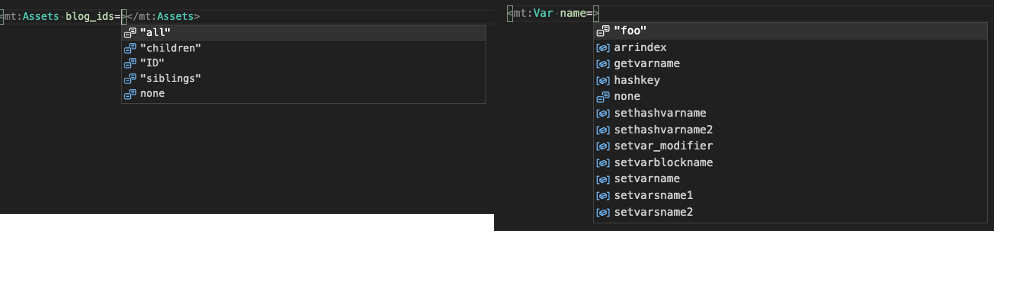 <mt:Assets blog_ids=></mt:Assets>
"all"
"children"
"ID"
"siblings"
none
<mt:Var name=>
"foo"
arrindex
getvarname
hashkey
none
sethashvarname
sethashvarname2
setvar_modifier
setvarblockname
setvarname
setvarsname1
setvarsname2